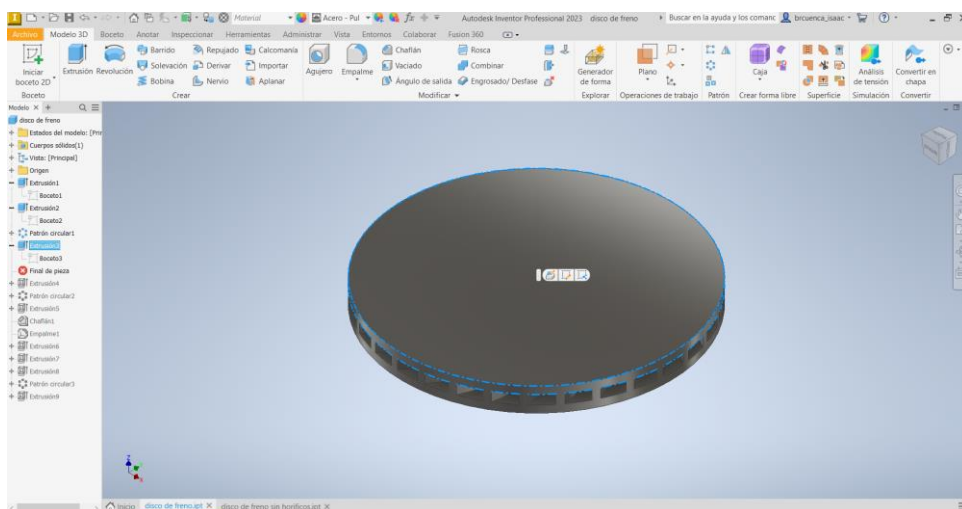 Material
Acero - Pul
Autodesk Inventor Professional 2023 disco de freno
Buscar en la ayuda y los comanc
brcuenca_isaac
Archivo Modelo 3D Boceto Anotar Inspeccionar Herramientas Administrar Vista Entornos Colaborar Fusion 360
Iniciar boceto 2D
Extrusión Revolución
Barrido Repujado Calcomanía
Solevación Derivar Importar
Bobina Nervio Aplanar
Agujero Empalme
Chaflán Rosca
Vaciado Combinar
Ángulo de salida Engrosado/ Desfase
Generador de forma
Plano
Caja
Análisis de tensión
Convertir en chapa
Boceto Crear Modificar Explorar Operaciones de trabajo Patrón Crear forma libre Superficie Simulación Convertir
Modelo
disco de freno
Estados del modelo: [Prin
Cuerpos sólidos(1)
Vista: [Principal]
Origen
Extrusión1
Boceto1
Extrusión2
Boceto2
Patrón circular1
Extrusión3
Boceto3
Final de pieza
Extrusión4
Patrón circular2
Extrusión5
Chaflán1
Empalme1
Extrusión6
Extrusión7
Extrusión8
Patrón circular3
Extrusión9
Inicio disco de freno.ipt disco de freno sin horificos.ipt